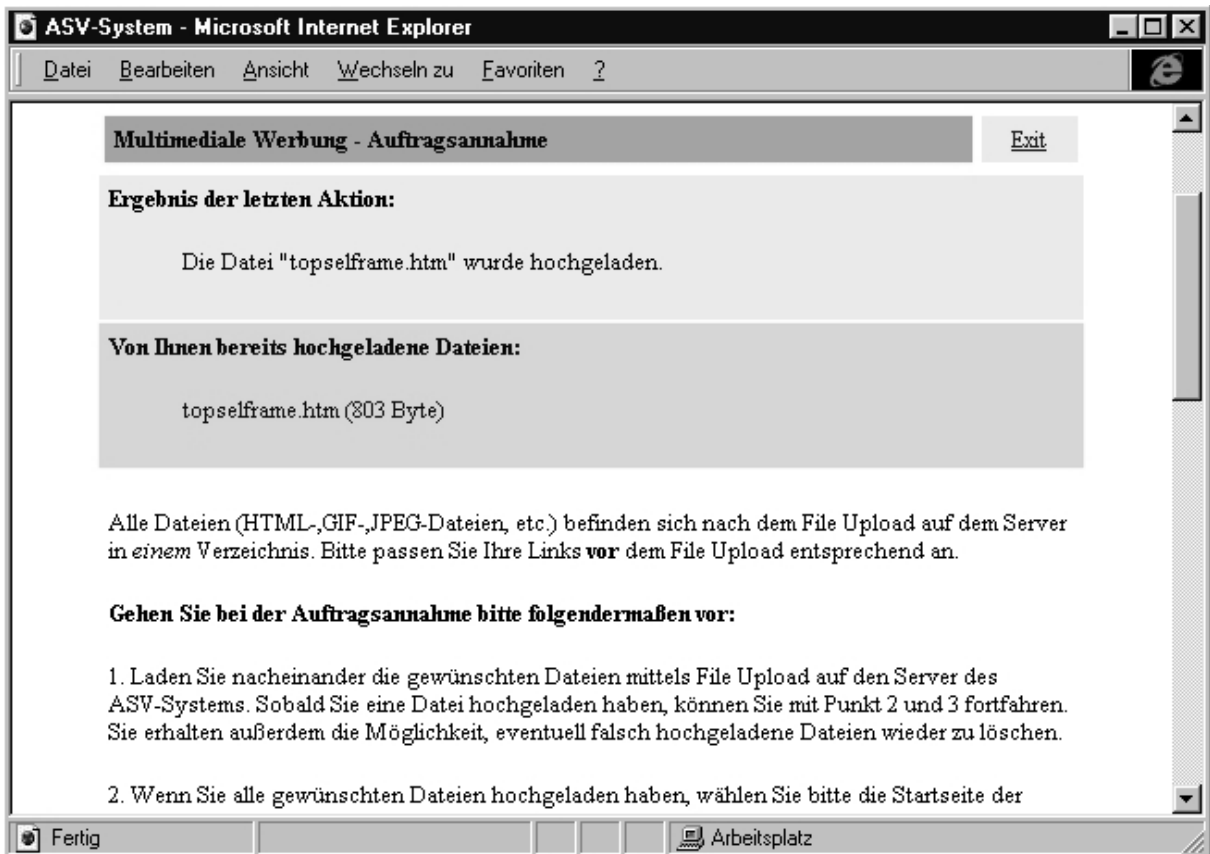 ASV-System - Microsoft Internet Explorer
Datei Bearbeiten Ansicht Wechseln zu Favoriten ?
Multimediale Werbung - Auftragsannahme Exit
Ergebnis der letzten Aktion:
Die Datei "topselframe.htm" wurde hochgeladen.
Von Ihnen bereits hochgeladene Dateien:
topselframe.htm (803 Byte)
Alle Dateien (HTML-,GIF-,JPEG-Dateien, etc.) befinden sich nach dem File Upload auf dem Server
in einem Verzeichnis. Bitte passen Sie Ihre Links vor dem File Upload entsprechend an.
Gehen Sie bei der Auftragsannahme bitte folgendermaßen vor:
1. Laden Sie nacheinander die gewünschten Dateien mittels File Upload auf den Server des
ASV-Systems. Sobald Sie eine Datei hochgeladen haben, können Sie mit Punkt 2 und 3 fortfahren.
Sie erhalten außerdem die Möglichkeit, eventuell falsch hochgeladene Dateien wieder zu löschen.
2. Wenn Sie alle gewünschten Dateien hochgeladen haben, wählen Sie bitte die Startseite der
Fertig Arbeitsplatz